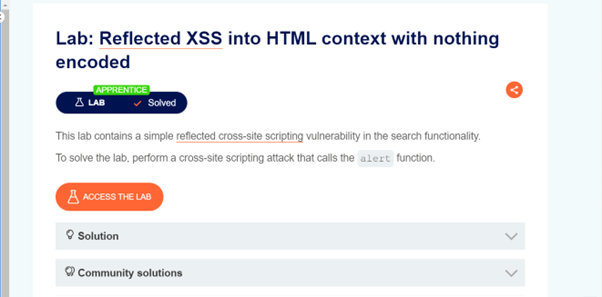 Lab: Reflected XSS into HTML context with nothing
encoded
APPRENTICE
LAB Solved
This lab contains a simple reflected cross-site scripting vulnerability in the search functionality.
To solve the lab, perform a cross-site scripting attack that calls the alert function.
ACCESS THE LAB
Solution
Community solutions